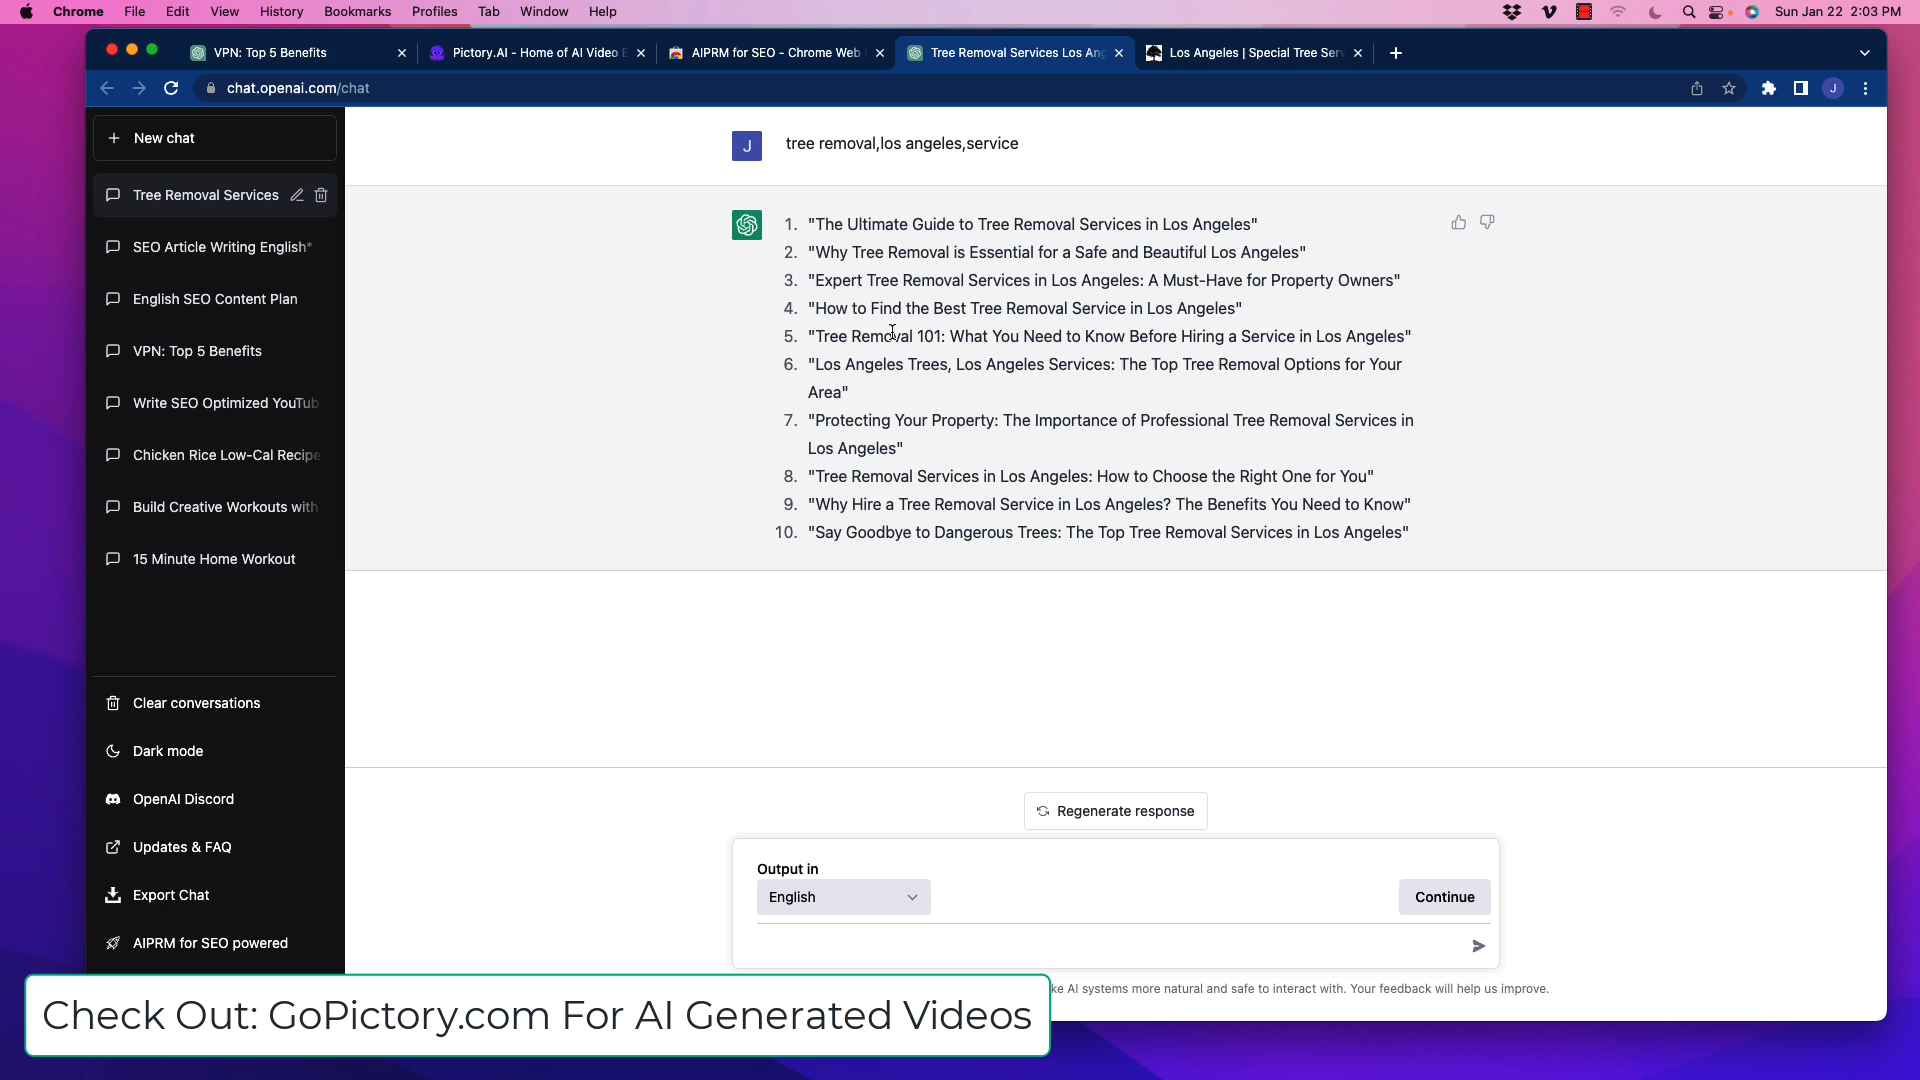 Chrome File Edit View History Bookmarks Profiles Tab Window Help Sun Jan 22 2:03 PM
VPN: Top 5 Benefits Pictory.AI - Home of AI Video AIPRM for SEO - Chrome Web Tree Removal Services Los Ang Los Angeles | Special Tree Serv
chat.openai.com/chat J
New chat
Tree Removal Services
SEO Article Writing English*
English SEO Content Plan
VPN: Top 5 Benefits
Write SEO Optimized YouTub
Chicken Rice Low-Cal Recipe
Build Creative Workouts with
15 Minute Home Workout
Clear conversations
Dark mode
OpenAI Discord
Updates & FAQ
Export Chat
AIPRM for SEO powered
J tree removal,los angeles,service
1. "The Ultimate Guide to Tree Removal Services in Los Angeles"
2. "Why Tree Removal is Essential for a Safe and Beautiful Los Angeles"
3. "Expert Tree Removal Services in Los Angeles: A Must-Have for Property Owners"
4. "How to Find the Best Tree Removal Service in Los Angeles"
5. "Tree Removal 101: What You Need to Know Before Hiring a Service in Los Angeles"
6. "Los Angeles Trees, Los Angeles Services: The Top Tree Removal Options for Your
Area"
7. "Protecting Your Property: The Importance of Professional Tree Removal Services in
Los Angeles"
8. "Tree Removal Services in Los Angeles: How to Choose the Right One for You"
9. "Why Hire a Tree Removal Service in Los Angeles? The Benefits You Need to Know"
10. "Say Goodbye to Dangerous Trees: The Top Tree Removal Services in Los Angeles"
Regenerate response
Output in
English
Continue
AI systems more natural and safe to interact with. Your feedback will help us improve.
Check Out: GoPictory.com For AI Generated Videos